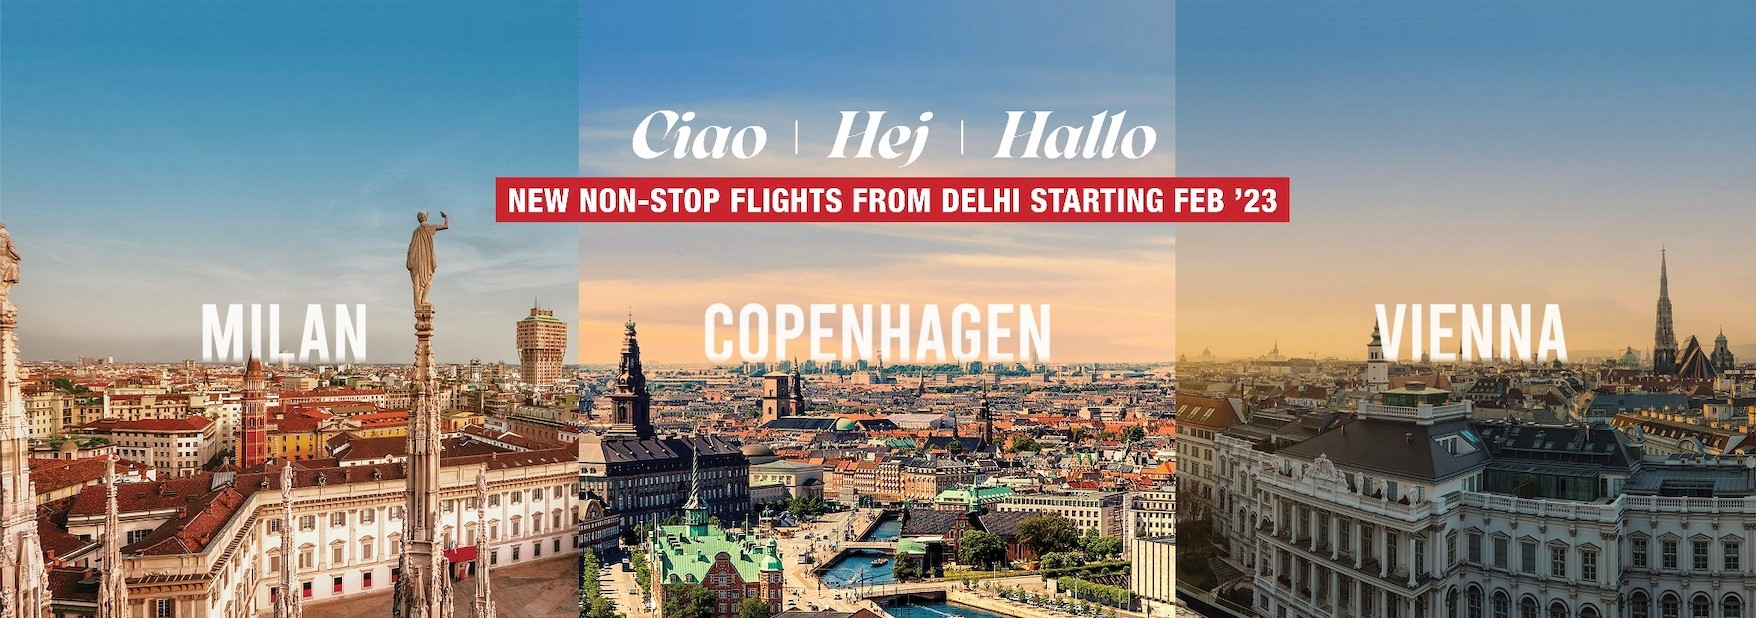 Ciao | Hej | Hallo
NEW NON-STOP FLIGHTS FROM DELHI STARTING FEB ’23
MILAN
COPENHAGEN
VIENNA